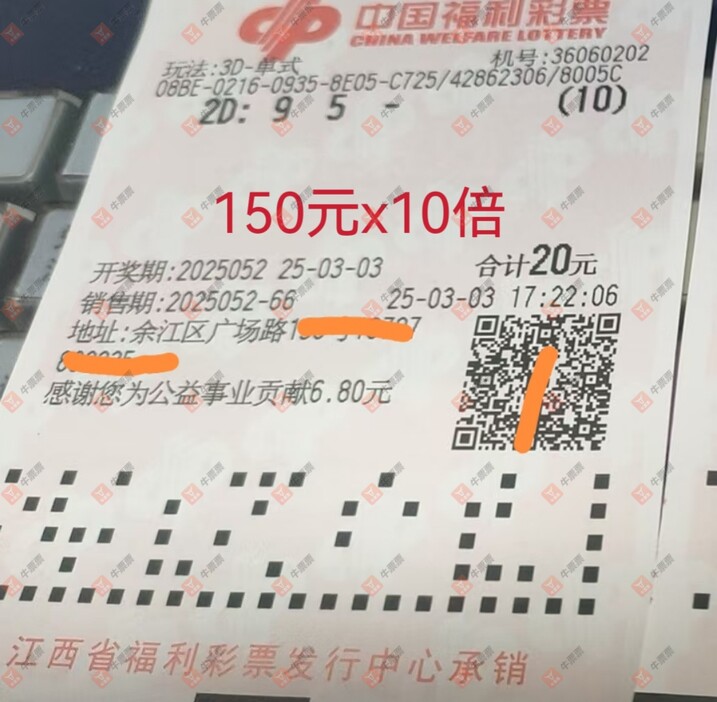 中国福利彩票
CHINA WELFARE LOTTERY
玩法:3D-单式 机号:36060202
08BE-0216-0935-8E05-C725/42862306/8005C
2D: 9 5 - (10)
150元x10倍
开奖期:2025052 25-03-03 合计20元
销售期:2025052-66 25-03-03 17:22:06
地址:余江区广场路
感谢您为公益事业贡献6.80元
江西省福利彩票发行中心承销
牛票票